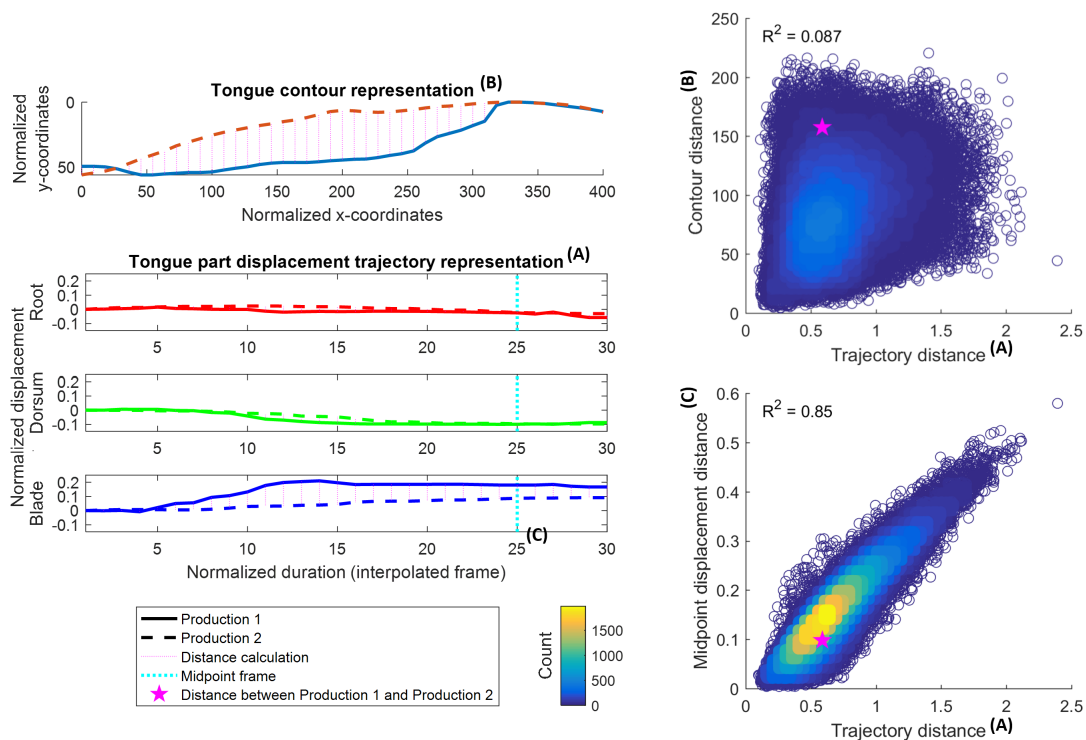 Tongue contour representation (B)
Normalized
y-coordinates
0
50
0 50 100 150 200 250 300 350 400
Normalized x-coordinates
Tongue part displacement trajectory representation (A)
Normalized displacement
Root
0.2
0.1
0
-0.1
5 10 15 20 25 30
Dorsum
0.2
0.1
0
-0.1
5 10 15 20 25 30
Blade
0.2
0.1
0
-0.1
5 10 15 20 25 30
(C)
Normalized duration (interpolated frame)
Production 1
Production 2
Distance calculation
Midpoint frame
Distance between Production 1 and Production 2
Count
1500
1000
500
0
R² = 0.087
Contour distance (B)
250
200
150
100
50
0
0 0.5 1 1.5 2 2.5
Trajectory distance (A)
R² = 0.85
Midpoint displacement distance (C)
0.6
0.5
0.4
0.3
0.2
0.1
0
0 0.5 1 1.5 2 2.5
Trajectory distance (A)